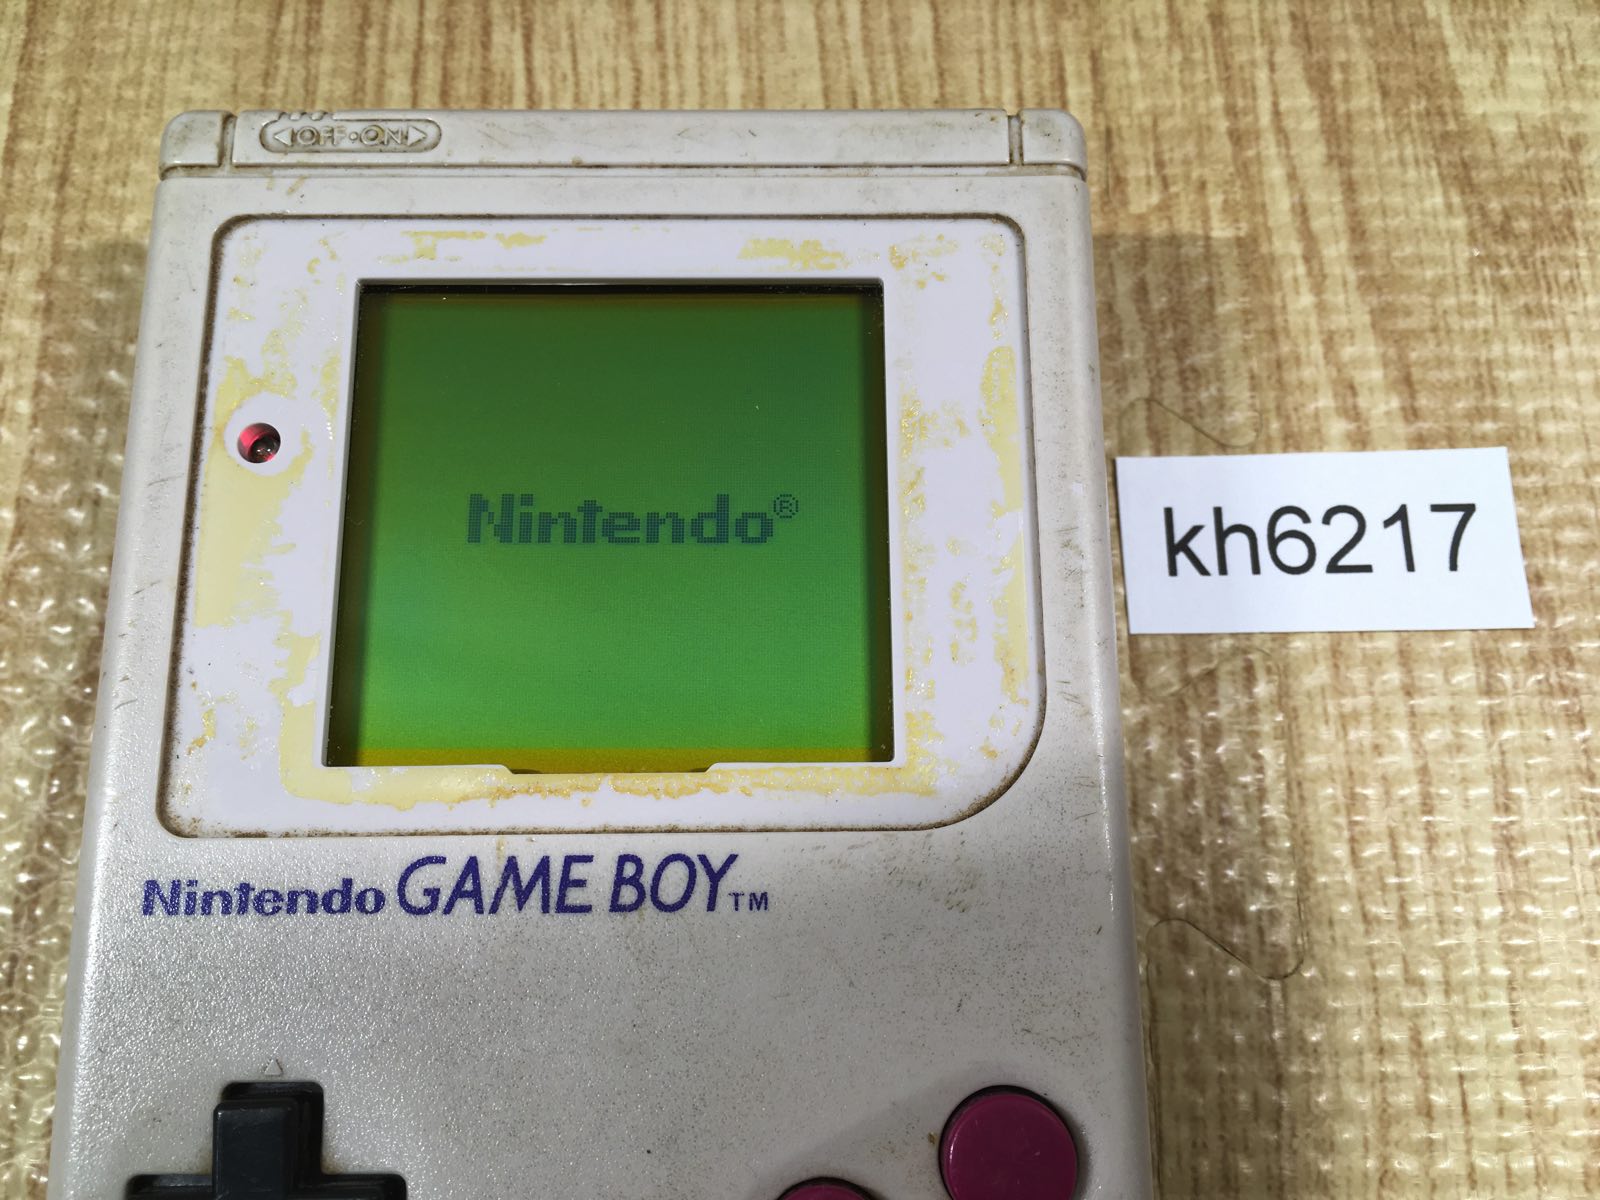 ◁OFF•ON▷
Nintendo®
kh6217
Nintendo GAME BOY™